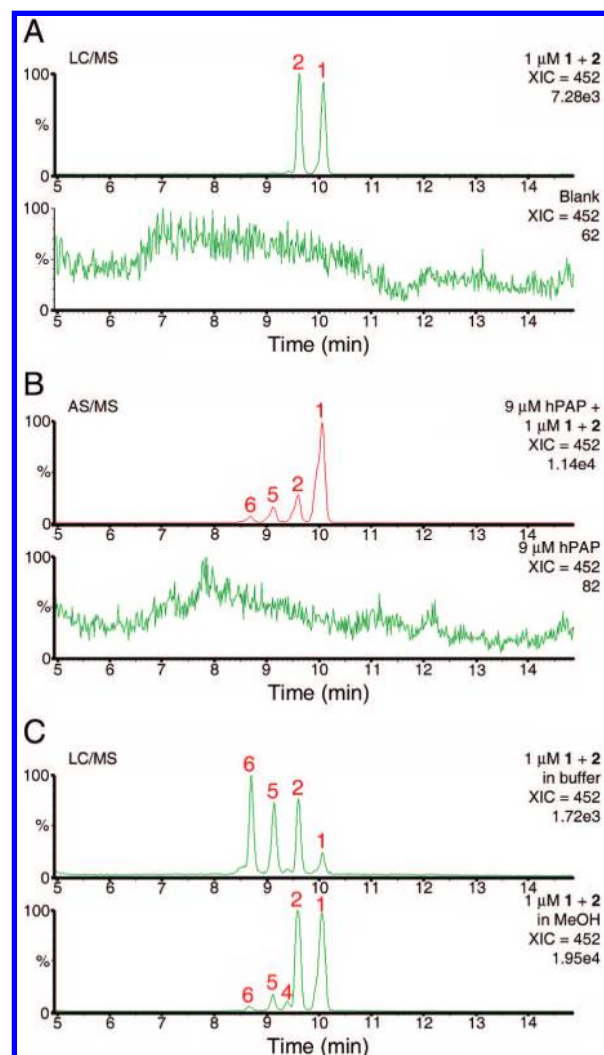 A
LC/MS
1 μM 1 + 2
XIC = 452
7.28e3
2 1
100
%
0
5 6 7 8 9 10 11 12 13 14
Blank
XIC = 452
62
100
%
0
5 6 7 8 9 10 11 12 13 14
Time (min)
B
AS/MS
9 μM hPAP +
1 μM 1 + 2
XIC = 452
1.14e4
1
2
5
6
100
%
0
5 6 7 8 9 10 11 12 13 14
9 μM hPAP
XIC = 452
82
100
%
0
5 6 7 8 9 10 11 12 13 14
Time (min)
C
LC/MS
1 μM 1 + 2
in buffer
XIC = 452
1.72e3
6 5 2 1
100
%
0
5 6 7 8 9 10 11 12 13 14
1 μM 1 + 2
in MeOH
XIC = 452
1.95e4
2 1
6 5 4
100
%
0
5 6 7 8 9 10 11 12 13 14
Time (min)